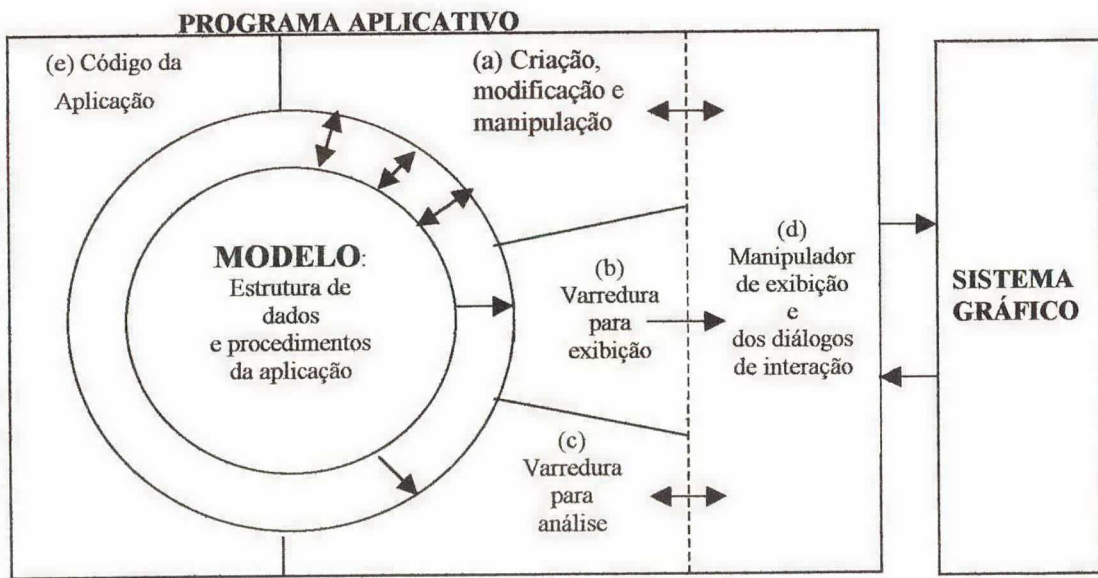 PROGRAMA APLICATIVO
(e) Código da
Aplicação
(a) Criação,
modificação e
manipulação
MODELO:
Estrutura de
dados
e procedimentos
da aplicação
(b)
Varredura
para
exibição
(c)
Varredura
para
análise
(d)
Manipulador
de exibição
e
dos diálogos
de interação
SISTEMA
GRÁFICO